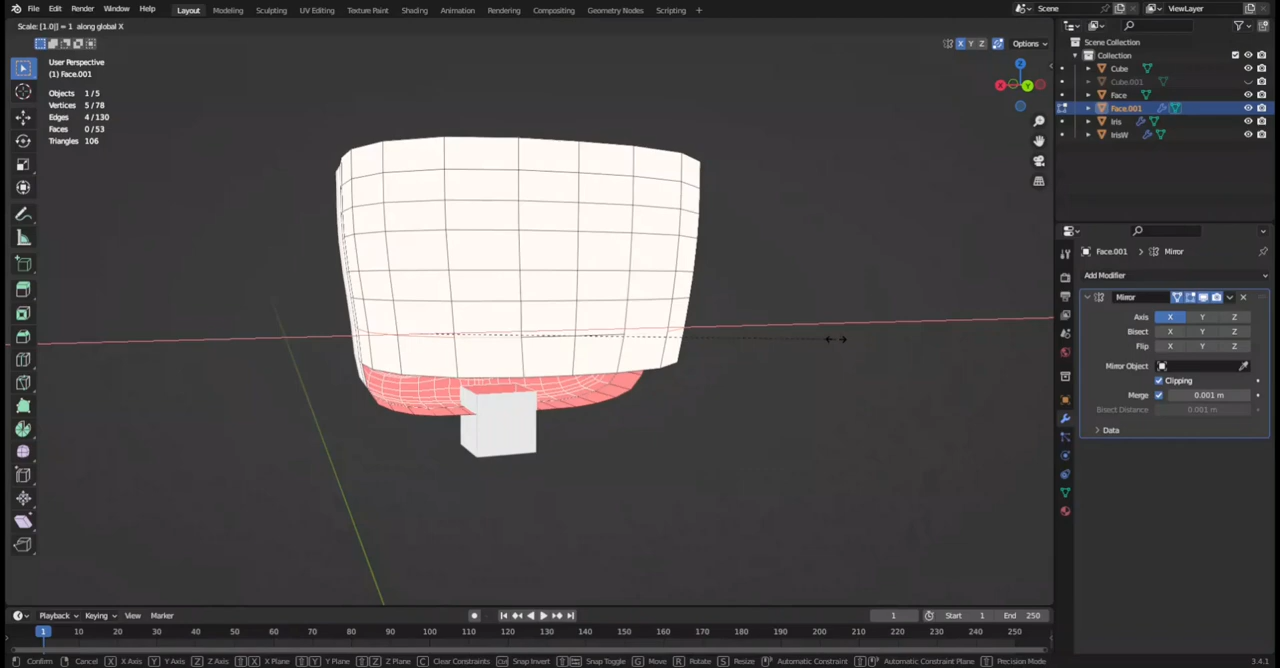 File Edit Render Window Help Layout Modeling Sculpting UV Editing Texture Paint Shading Animation Rendering Compositing Geometry Nodes Scripting + Scene ViewLayer
Scale: [1.0|] = 1 along global X
X Y Z Options
User Perspective
(1) Face.001
Objects 1/5
Vertices 5/78
Edges 4/130
Faces 0/53
Triangles 106
Z
X
Y
Scene Collection
Collection
Cube
Cube.001
Face
Face.001
Iris
IrisW
Face.001 > Mirror
Add Modifier
Mirror
Axis X Y Z
Bisect X Y Z
Flip X Y Z
Mirror Object
Clipping
Merge 0.001 m
Bisect Distance 0.001 m
Data
Playback Keying View Marker 1 Start 1 End 250
1 10 20 30 40 50 60 70 80 90 100 110 120 130 140 150 160 170 180 190 200 210 220 230 240 250
Confirm Cancel X X Axis Y Y Axis Z Z Axis X X Plane Y Y Plane Z Z Plane C Clear Constraints Ctrl Snap Invert Snap Toggle G Move R Rotate S Resize Automatic Constraint Automatic Constraint Plane Precision Mode 3.4.1